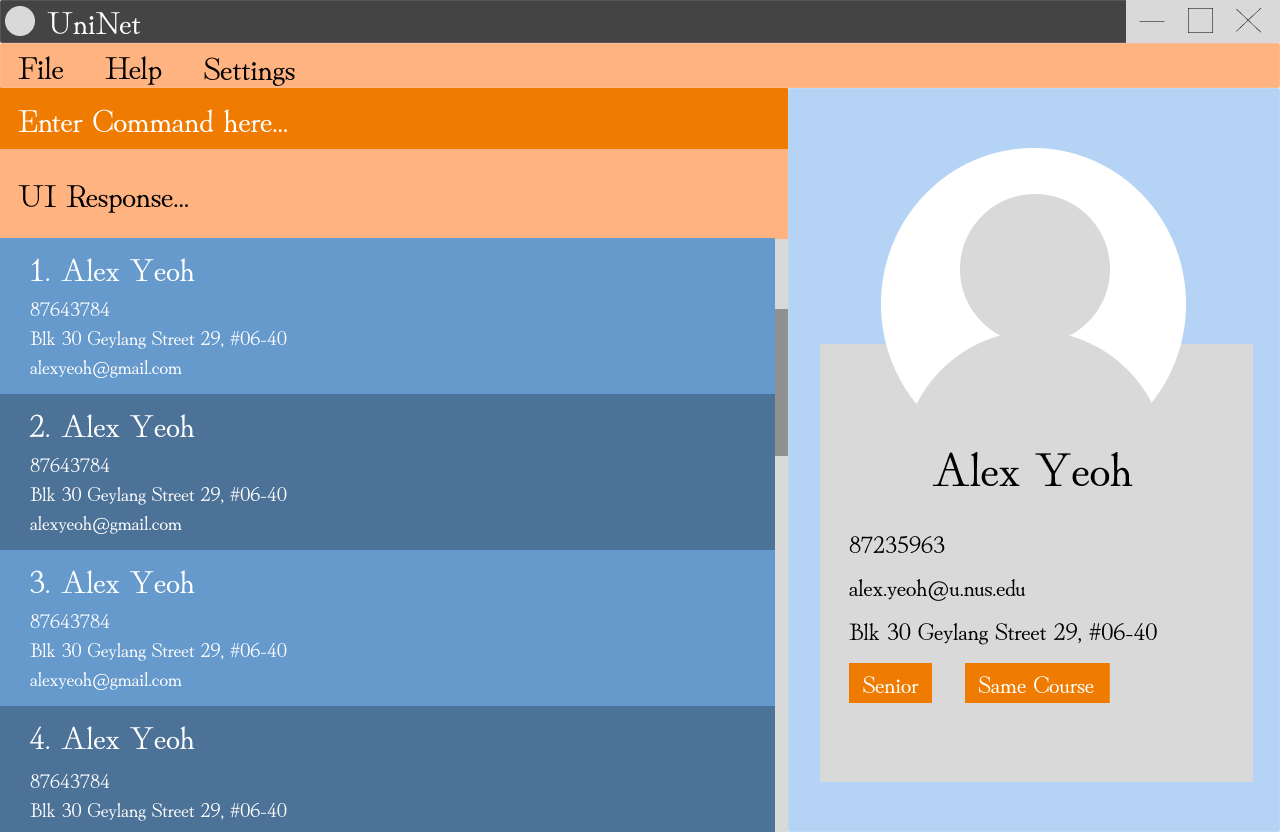 UniNet
File Help Settings
Enter Command here...
UI Response...
1. Alex Yeoh
87643784
Blk 30 Geylang Street 29, #06-40
alexyeoh@gmail.com
2. Alex Yeoh
87643784
Blk 30 Geylang Street 29, #06-40
alexyeoh@gmail.com
3. Alex Yeoh
87643784
Blk 30 Geylang Street 29, #06-40
alexyeoh@gmail.com
4. Alex Yeoh
87643784
Blk 30 Geylang Street 29, #06-40
Alex Yeoh
87235963
alex.yeoh@u.nus.edu
Blk 30 Geylang Street 29, #06-40
Senior Same Course